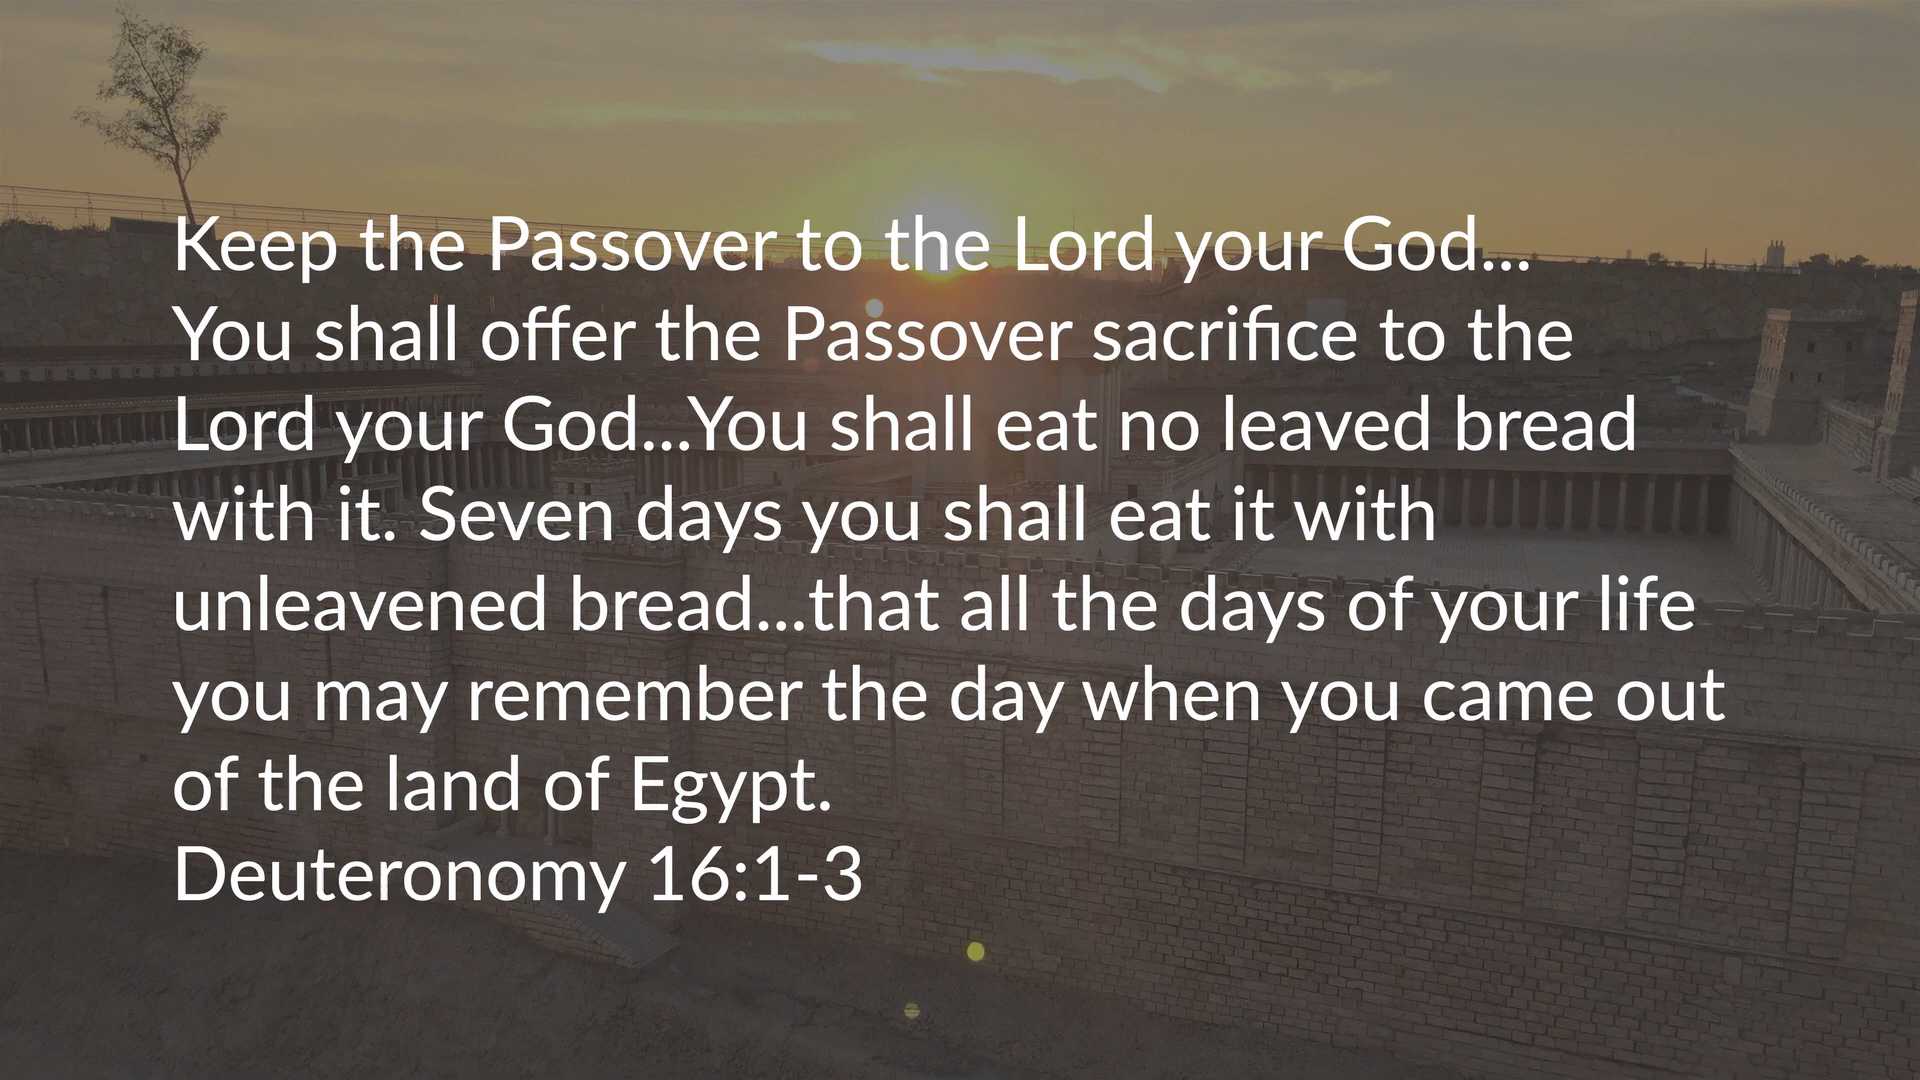 Keep the Passover to the Lord your God...
You shall offer the Passover sacrifice to the
Lord your God...You shall eat no leaved bread
with it. Seven days you shall eat it with
unleavened bread...that all the days of your life
you may remember the day when you came out
of the land of Egypt.
Deuteronomy 16:1-3